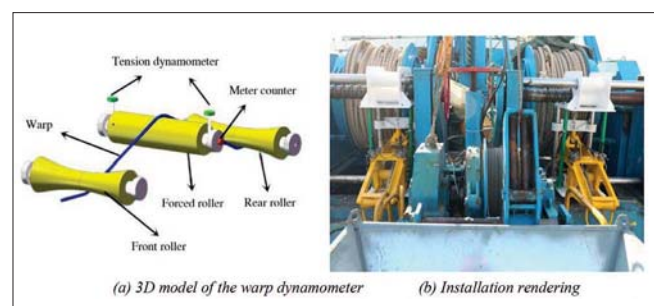 Tension dynamometer
Meter counter
Warp
Forced roller
Rear roller
Front roller
(a) 3D model of the warp dynamometer
(b) Installation rendering